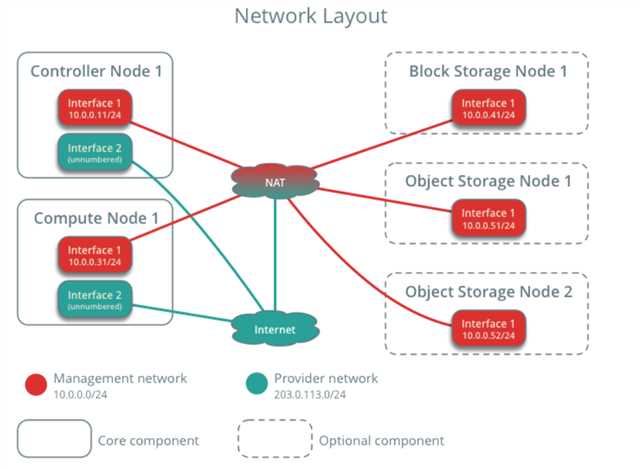 Network Layout
Controller Node 1
Interface 1
10.0.0.11/24
Interface 2
(unnumbered)
Compute Node 1
Interface 1
10.0.0.31/24
Interface 2
(unnumbered)
NAT
Internet
Block Storage Node 1
Interface 1
10.0.0.41/24
Object Storage Node 1
Interface 1
10.0.0.51/24
Object Storage Node 2
Interface 1
10.0.0.52/24
Management network
10.0.0.0/24
Provider network
203.0.113.0/24
Core component
Optional component